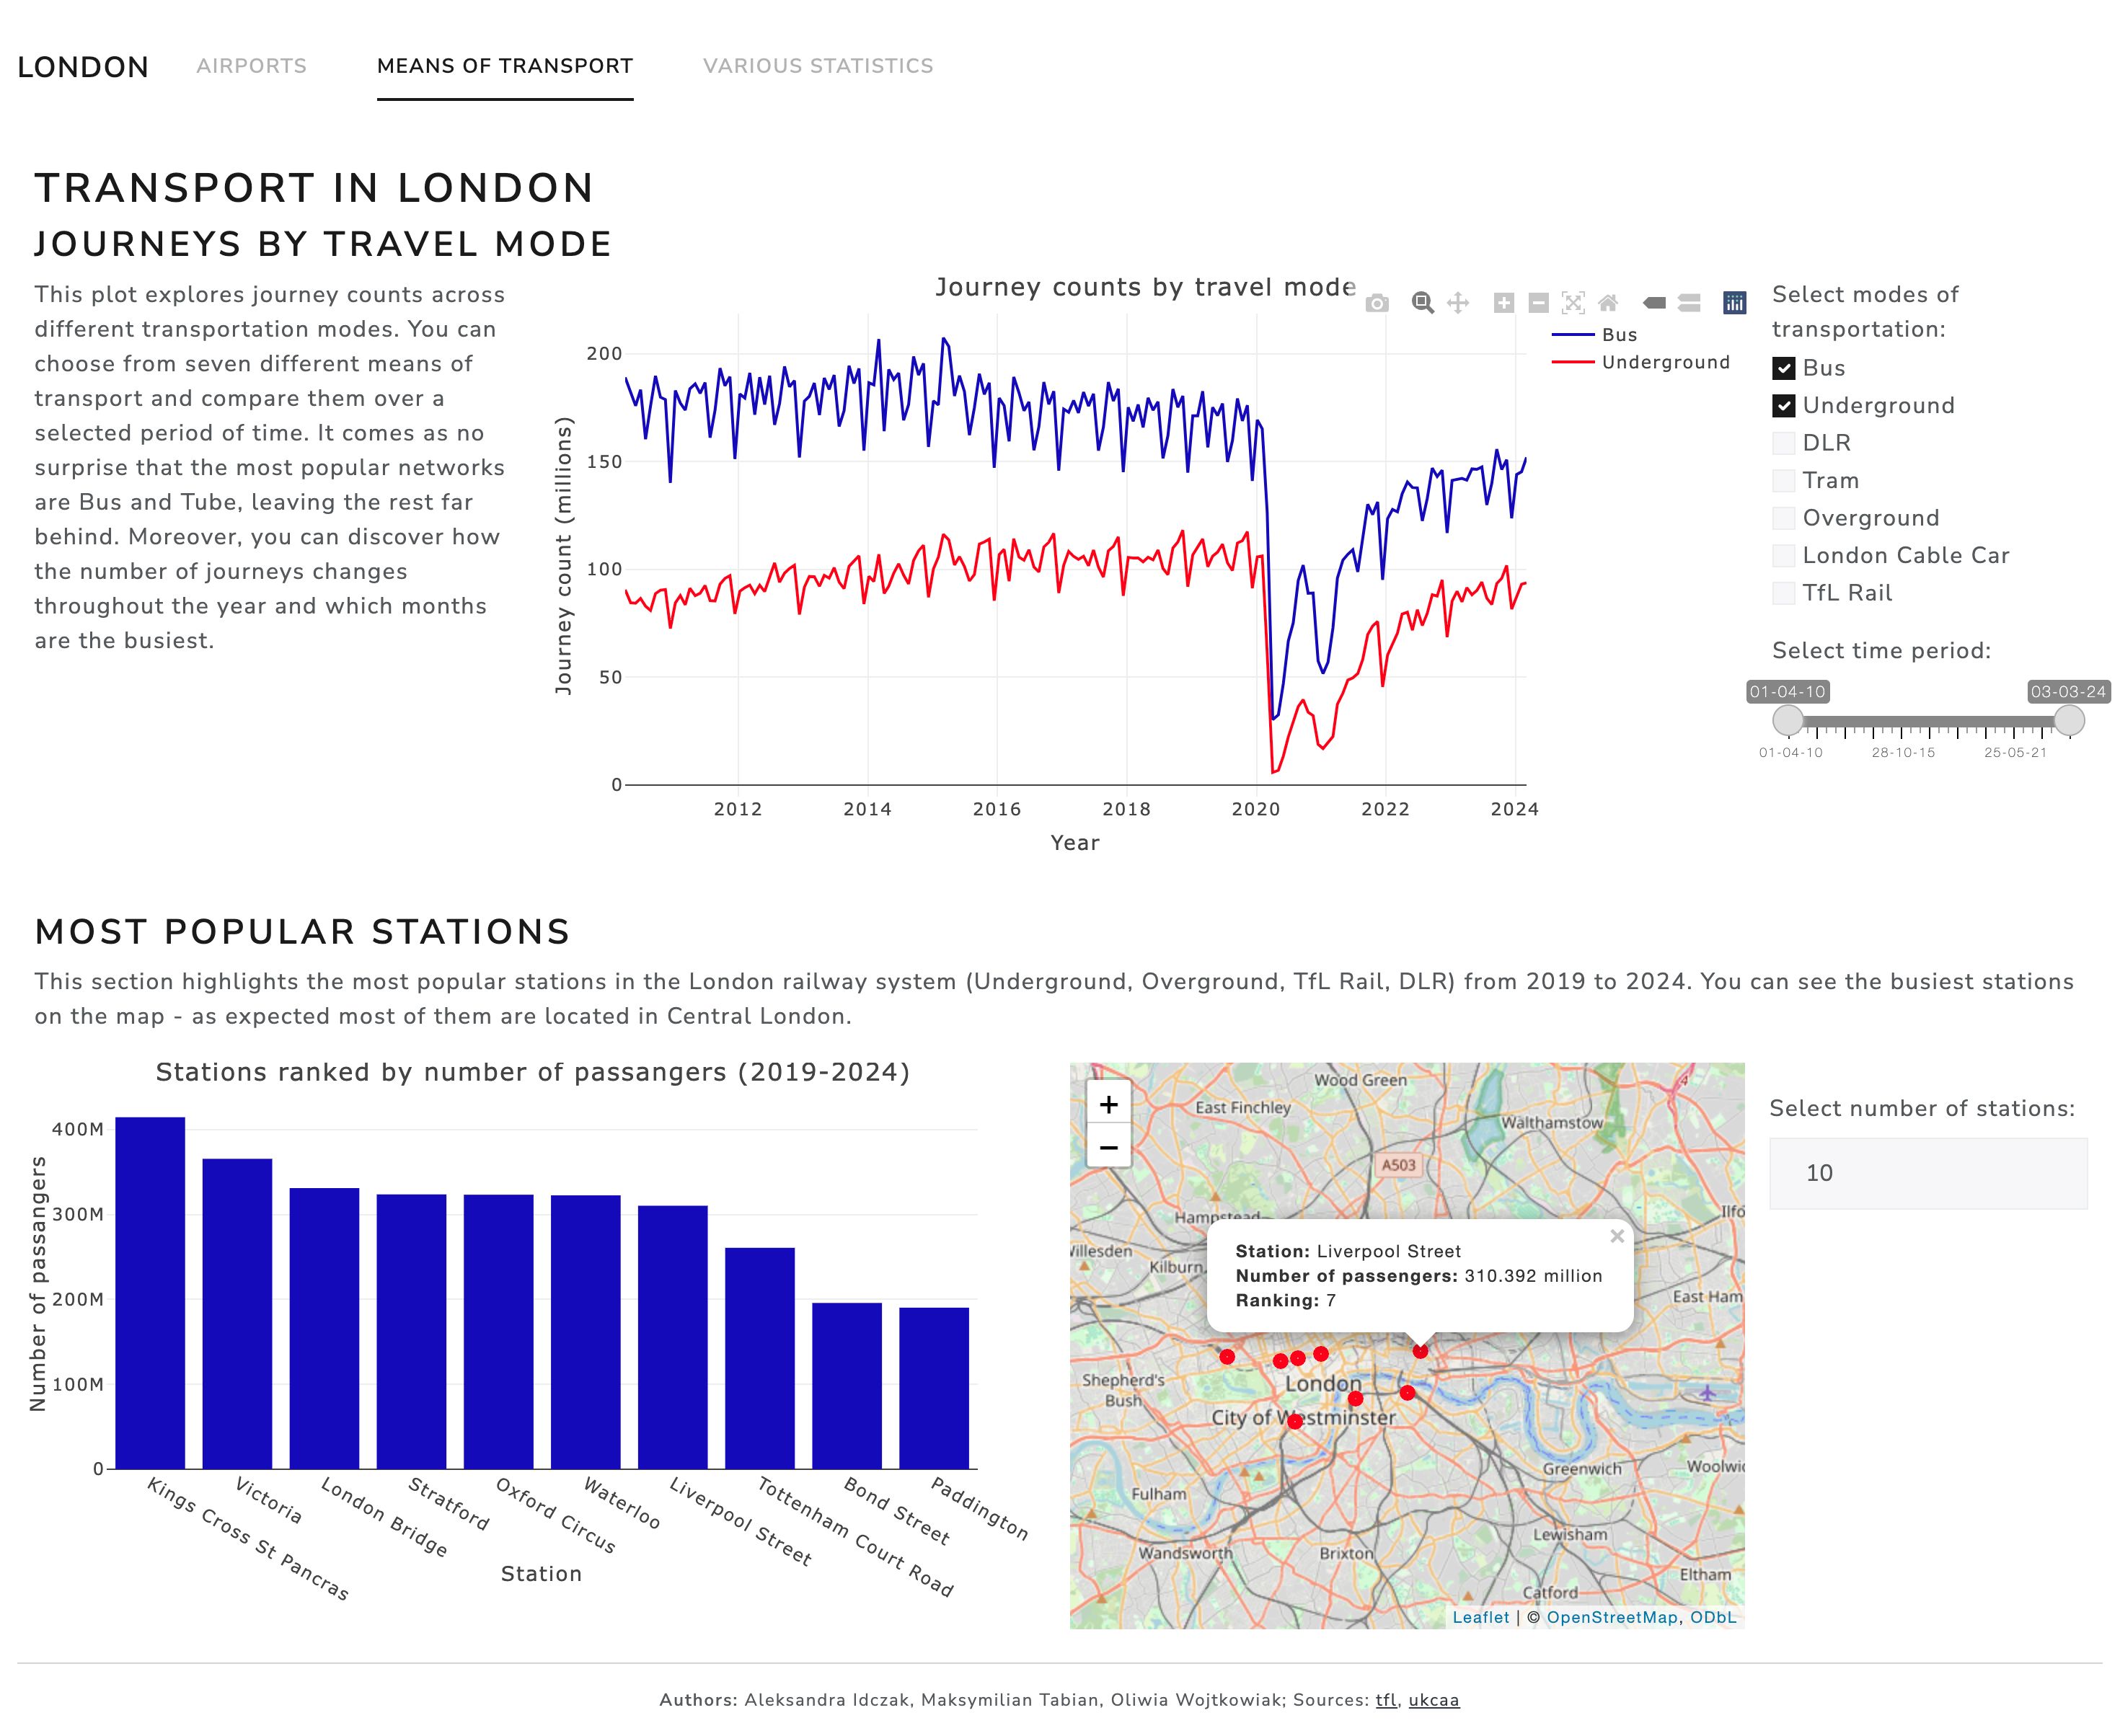 LONDON
AIRPORTS
MEANS OF TRANSPORT
VARIOUS STATISTICS
TRANSPORT IN LONDON
JOURNEYS BY TRAVEL MODE
This plot explores journey counts across
different transportation modes. You can
choose from seven different means of
transport and compare them over a
selected period of time. It comes as no
surprise that the most popular networks
are Bus and Tube, leaving the rest far
behind. Moreover, you can discover how
the number of journeys changes
throughout the year and which months
are the busiest.
Journey counts by travel mode
Journey count (millions)
200
150
100
50
0
2012
2014
2016
2018
2020
2022
2024
Year
Bus
Underground
Select modes of
transportation:
Bus
Underground
DLR
Tram
Overground
London Cable Car
TfL Rail
Select time period:
01-04-10
03-03-24
01-04-10
28-10-15
25-05-21
MOST POPULAR STATIONS
This section highlights the most popular stations in the London railway system (Underground, Overground, TfL Rail, DLR) from 2019 to 2024. You can see the busiest stations
on the map - as expected most of them are located in Central London.
Stations ranked by number of passangers (2019-2024)
Number of passangers
400M
300M
200M
100M
0
Kings Cross St Pancras
Victoria
London Bridge
Stratford
Oxford Circus
Waterloo
Liverpool Street
Tottenham Court Road
Bond Street
Paddington
Station
+
−
Wood Green
East Finchley
Walthamstow
4
A503
Hampstead
Ilfo
Willesden
Kilburn
×
Station: Liverpool Street
Number of passengers: 310.392 million
Ranking: 7
East Ham
Shepherd's
Bush
London
City of Westminster
Greenwich
Woolwi
Fulham
Lewisham
Wandsworth
Brixton
Eltham
Catford
Leaflet | © OpenStreetMap, ODbL
Select number of stations:
10
Authors: Aleksandra Idczak, Maksymilian Tabian, Oliwia Wojtkowiak; Sources: tfl, ukcaa